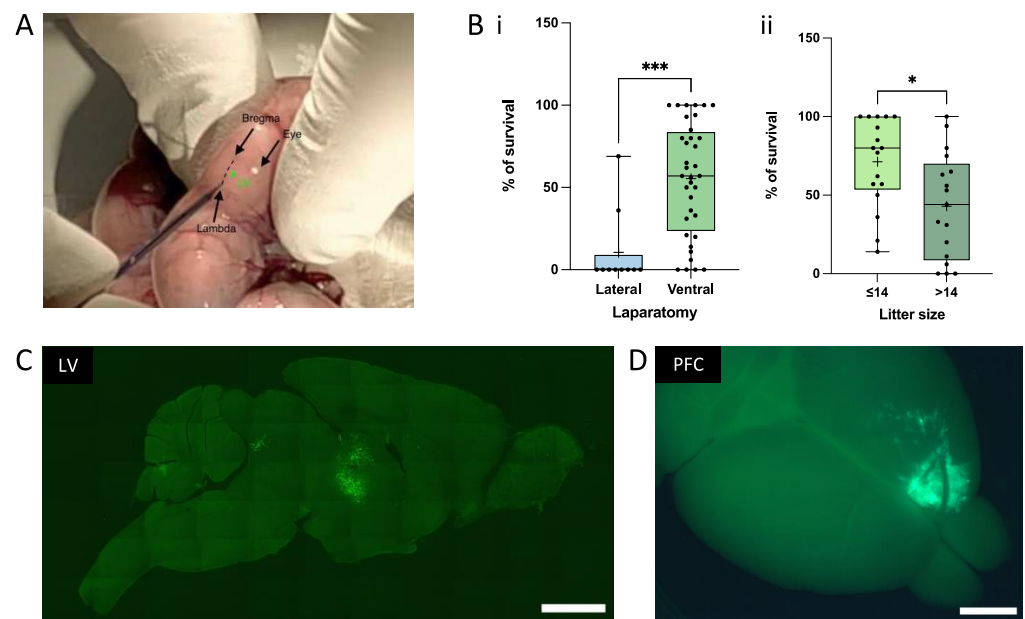 A
Bregma
Eye
LV
Lambda
B i
150
100
50
0
% of survival
***
Lateral
Ventral
Laparatomy
ii
150
100
50
0
% of survival
*
≤14
>14
Litter size
C
LV
D
PFC